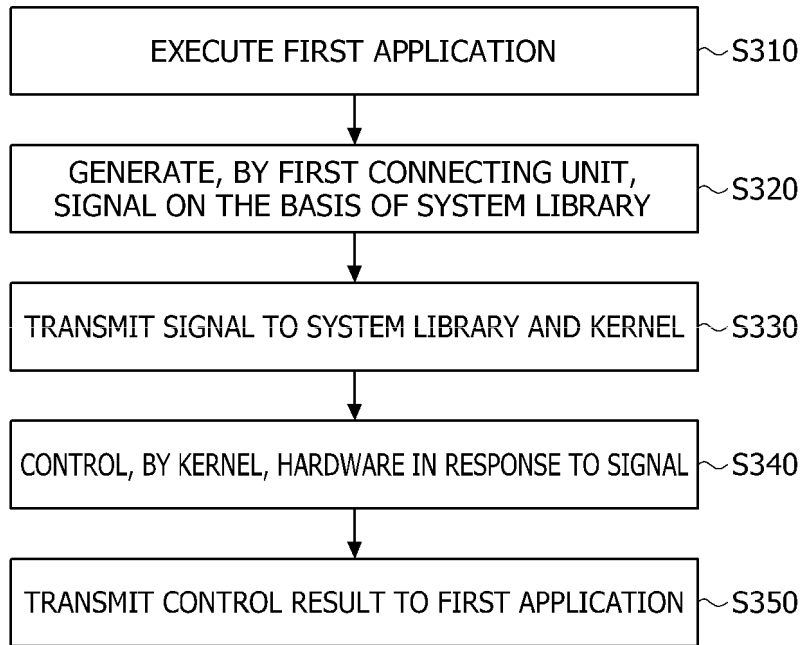 EXECUTE FIRST APPLICATION
S310
GENERATE, BY FIRST CONNECTING UNIT,
SIGNAL ON THE BASIS OF SYSTEM LIBRARY
S320
TRANSMIT SIGNAL TO SYSTEM LIBRARY AND KERNEL
S330
CONTROL, BY KERNEL, HARDWARE IN RESPONSE TO SIGNAL
S340
TRANSMIT CONTROL RESULT TO FIRST APPLICATION
S350